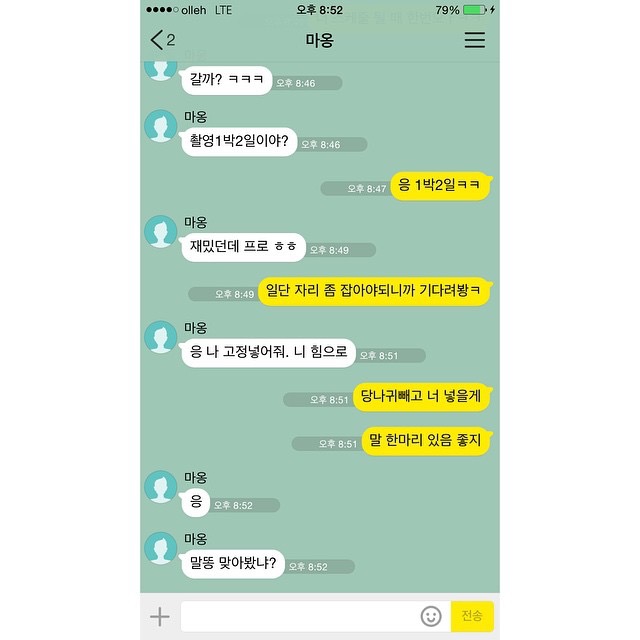 olleh LTE 오후 8:52 79%
2 마옹
갈까? ㅋㅋㅋ 오후 8:46
마옹
촬영1박2일이야? 오후 8:46
오후 8:47 응 1박2일ㅋㅋ
마옹
재밌던데 프로 ㅎㅎ 오후 8:49
오후 8:49 일단 자리 좀 잡아야되니까 기다려봥ㅋ
마옹
응 나 고정넣어줘. 니 힘으로 오후 8:51
오후 8:51 당나귀빼고 너 넣을게
오후 8:51 말 한마리 있음 좋지
마옹
응 오후 8:52
마옹
말똥 맞아봤냐? 오후 8:52
전송